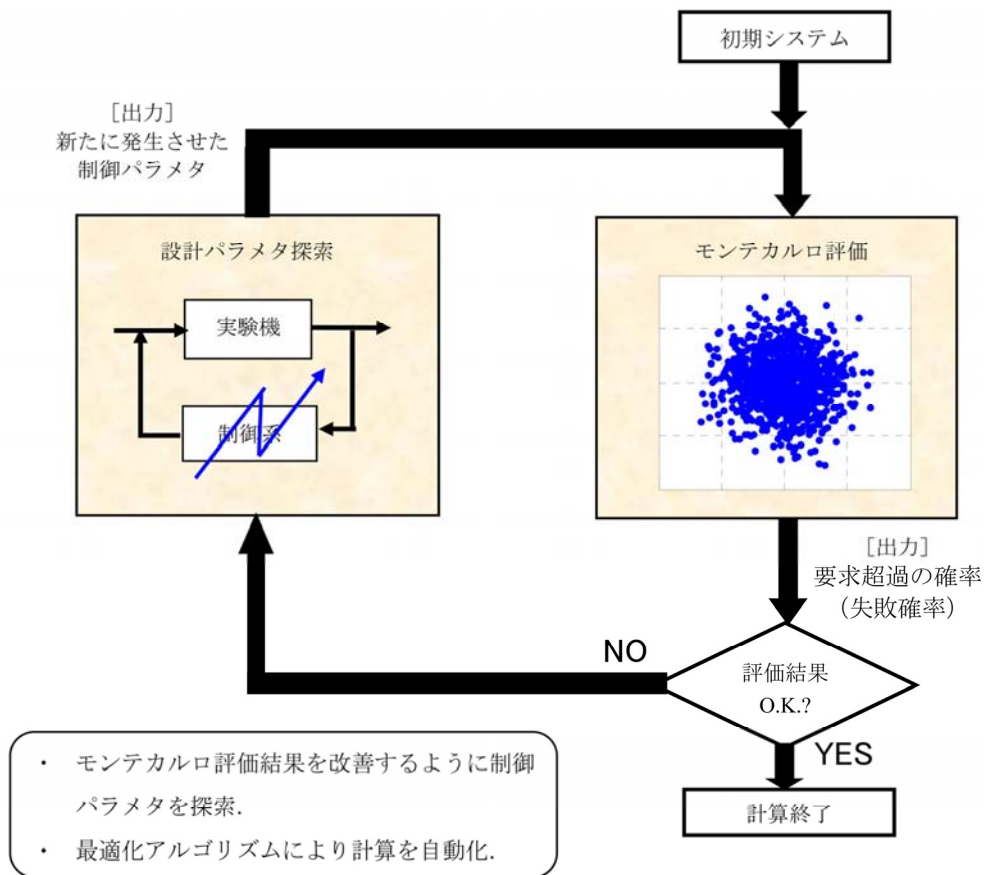 初期システム
［出力］
新たに発生させた
制御パラメタ
設計パラメタ探索
実験機
制御系
モンテカルロ評価
［出力］
要求超過の確率
（失敗確率）
評価結果
O.K.?
NO
YES
計算終了
・ モンテカルロ評価結果を改善するように制御
パラメタを探索.
・ 最適化アルゴリズムにより計算を自動化.